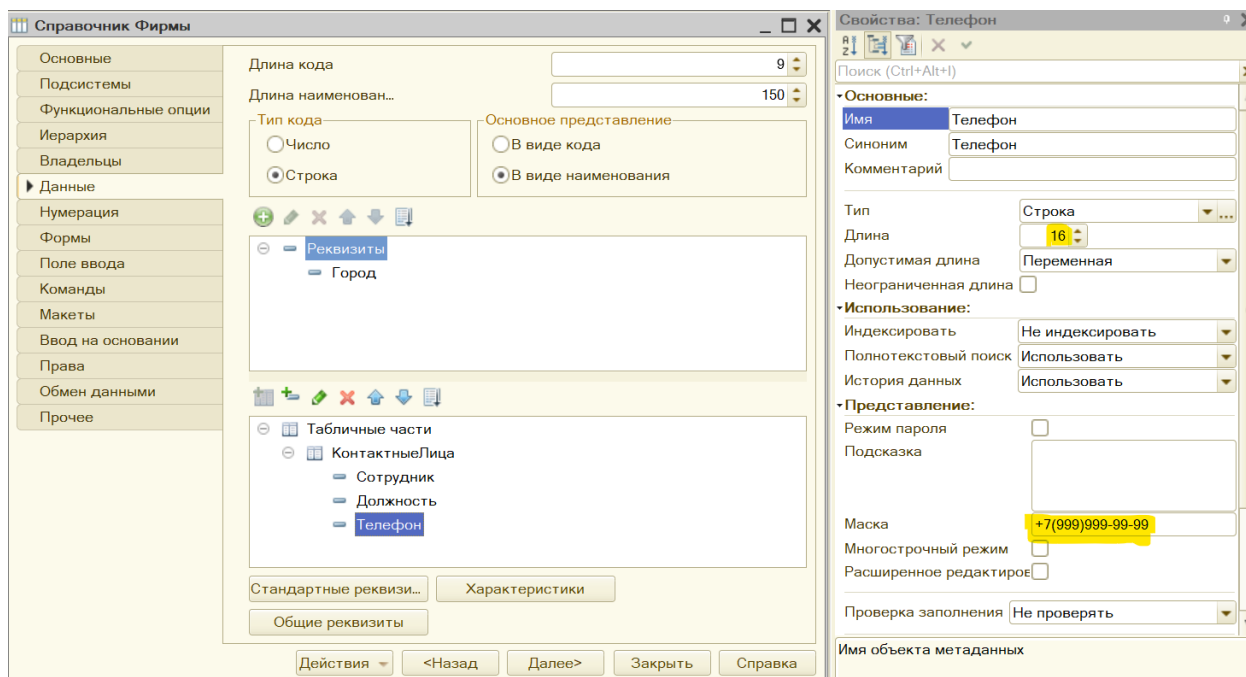 Справочник Фирмы
Основные
Подсистемы
Функциональные опции
Иерархия
Владельцы
Данные
Нумерация
Формы
Поле ввода
Команды
Макеты
Ввод на основании
Права
Обмен данными
Прочее
Длина кода 9
Длина наименован... 150
Тип кода
Число
Строка
Основное представление
В виде кода
В виде наименования
Реквизиты
Город
Табличные части
КонтактныеЛица
Сотрудник
Должность
Телефон
Стандартные реквизи... Характеристики
Общие реквизиты
Действия <Назад Далее> Закрыть Справка
Свойства: Телефон
Поиск (Ctrl+Alt+I)
Основные:
Имя Телефон
Синоним Телефон
Комментарий
Тип Строка ...
Длина 16
Допустимая длина Переменная
Неограниченная длина
Использование:
Индексировать Не индексировать
Полнотекстовый поиск Использовать
История данных Использовать
Представление:
Режим пароля
Подсказка
Маска +7(999)999-99-99
Многострочный режим
Расширенное редактиров
Проверка заполнения Не проверять
Имя объекта метаданных